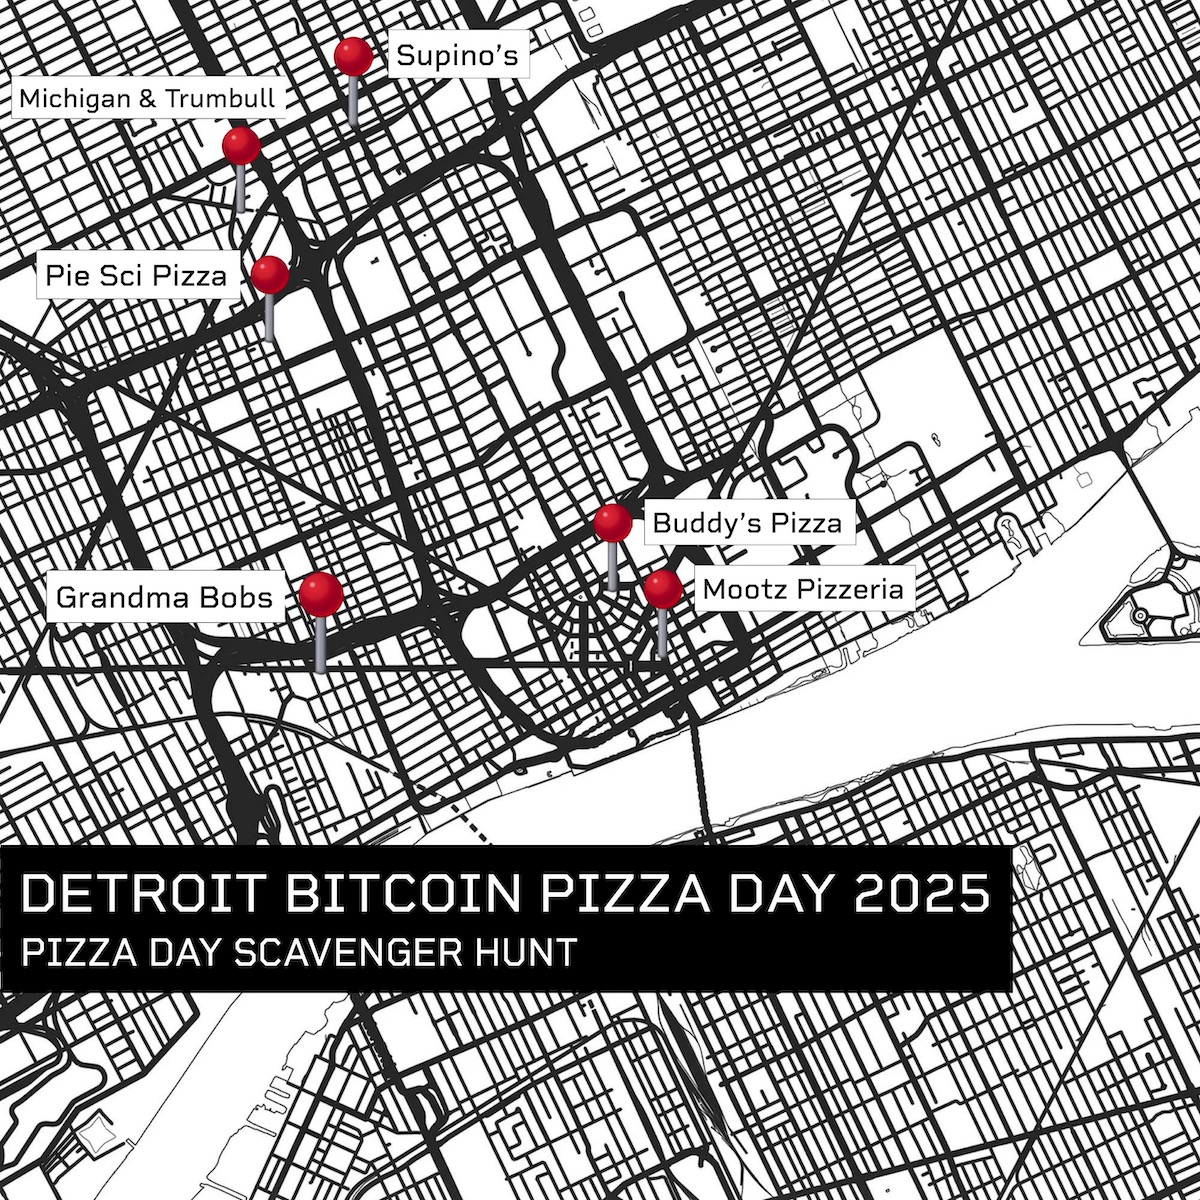 Supino's
Michigan & Trumbull
Pie Sci Pizza
Buddy's Pizza
Mootz Pizzeria
Grandma Bobs
DETROIT BITCOIN PIZZA DAY 2025
PIZZA DAY SCAVENGER HUNT